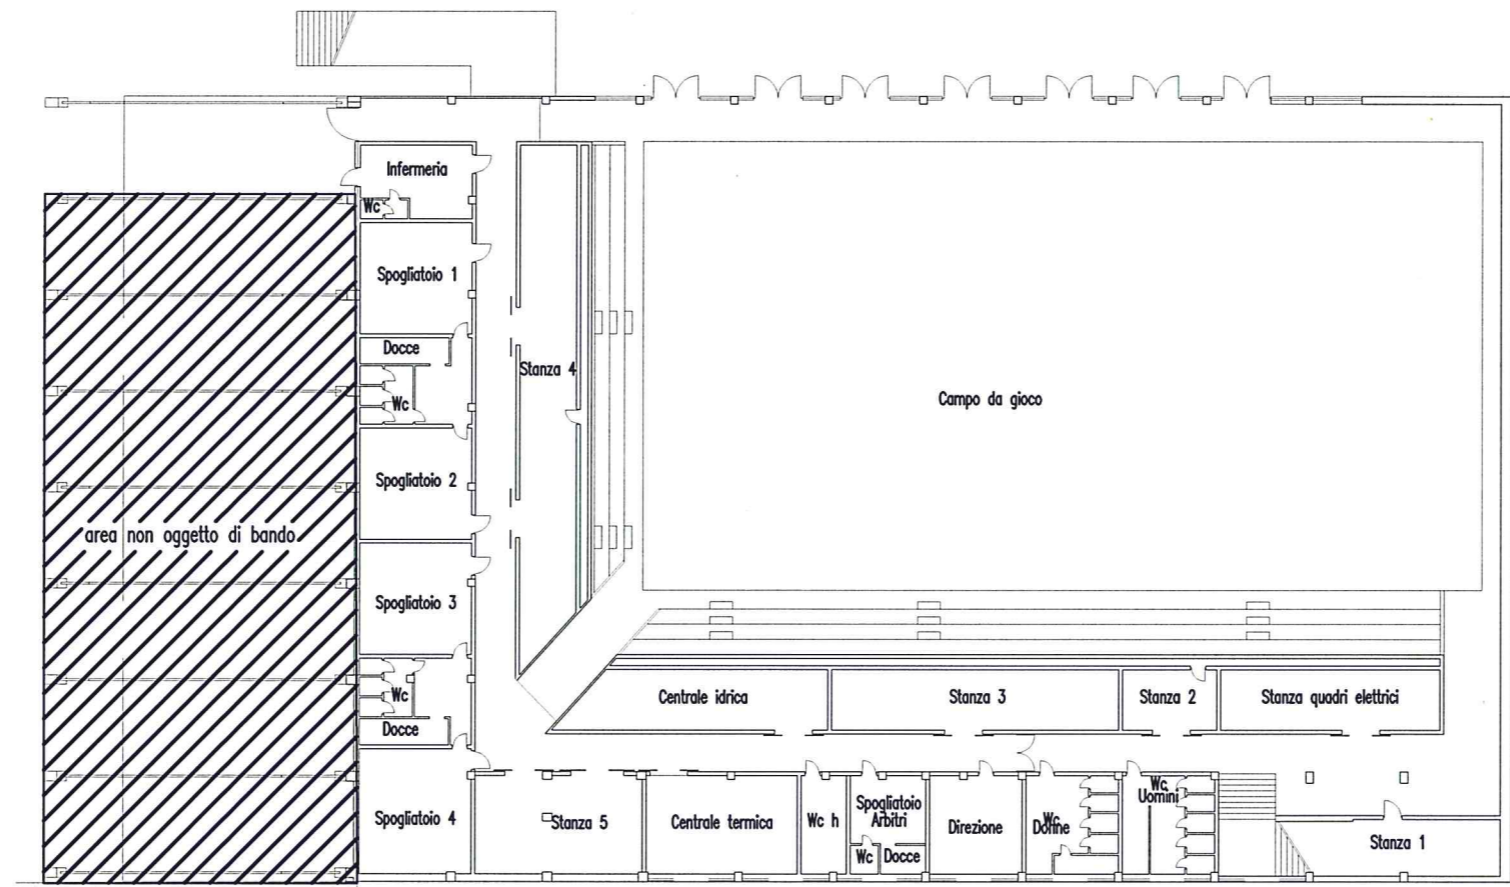 Infermeria
Wc
Spogliatoio 1
Docce
Wc
Spogliatoio 2
Spogliatoio 3
Wc
Docce
Spogliatoio 4
area non oggetto di bando
Stanza 4
Campo da gioco
Centrale idrica
Stanza 3
Stanza 2
Stanza quadri elettrici
Stanza 5
Centrale termica
Wc h
Spogliatoio
Arbitri
Wc
Docce
Direzione
Wc
Donne
Wc
Uomini
Stanza 1